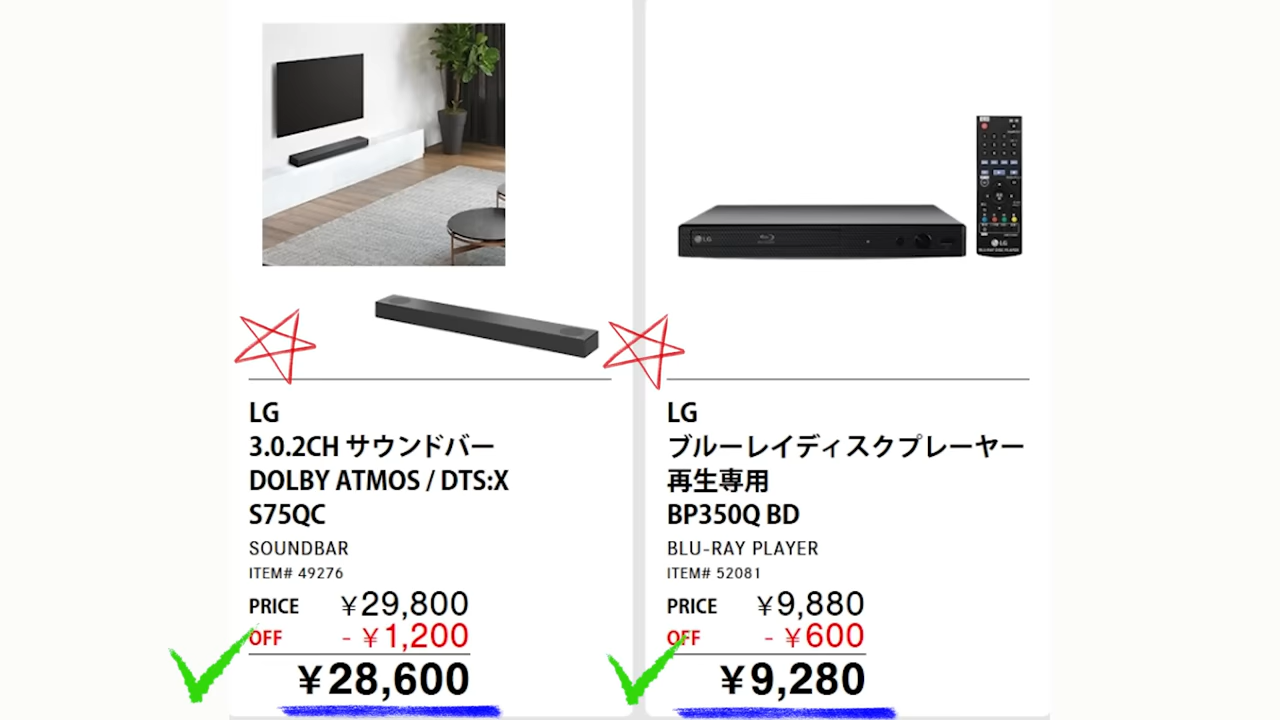 LG
3.0.2CH サウンドバー
DOLBY ATMOS / DTS:X
S75QC
SOUNDBAR
ITEM# 49276
PRICE ¥29,800
OFF - ¥1,200
¥28,600
LG
LG
ブルーレイディスクプレーヤー
再生専用
BP350Q BD
BLU-RAY PLAYER
ITEM# 52081
PRICE ¥9,880
OFF - ¥600
¥9,280